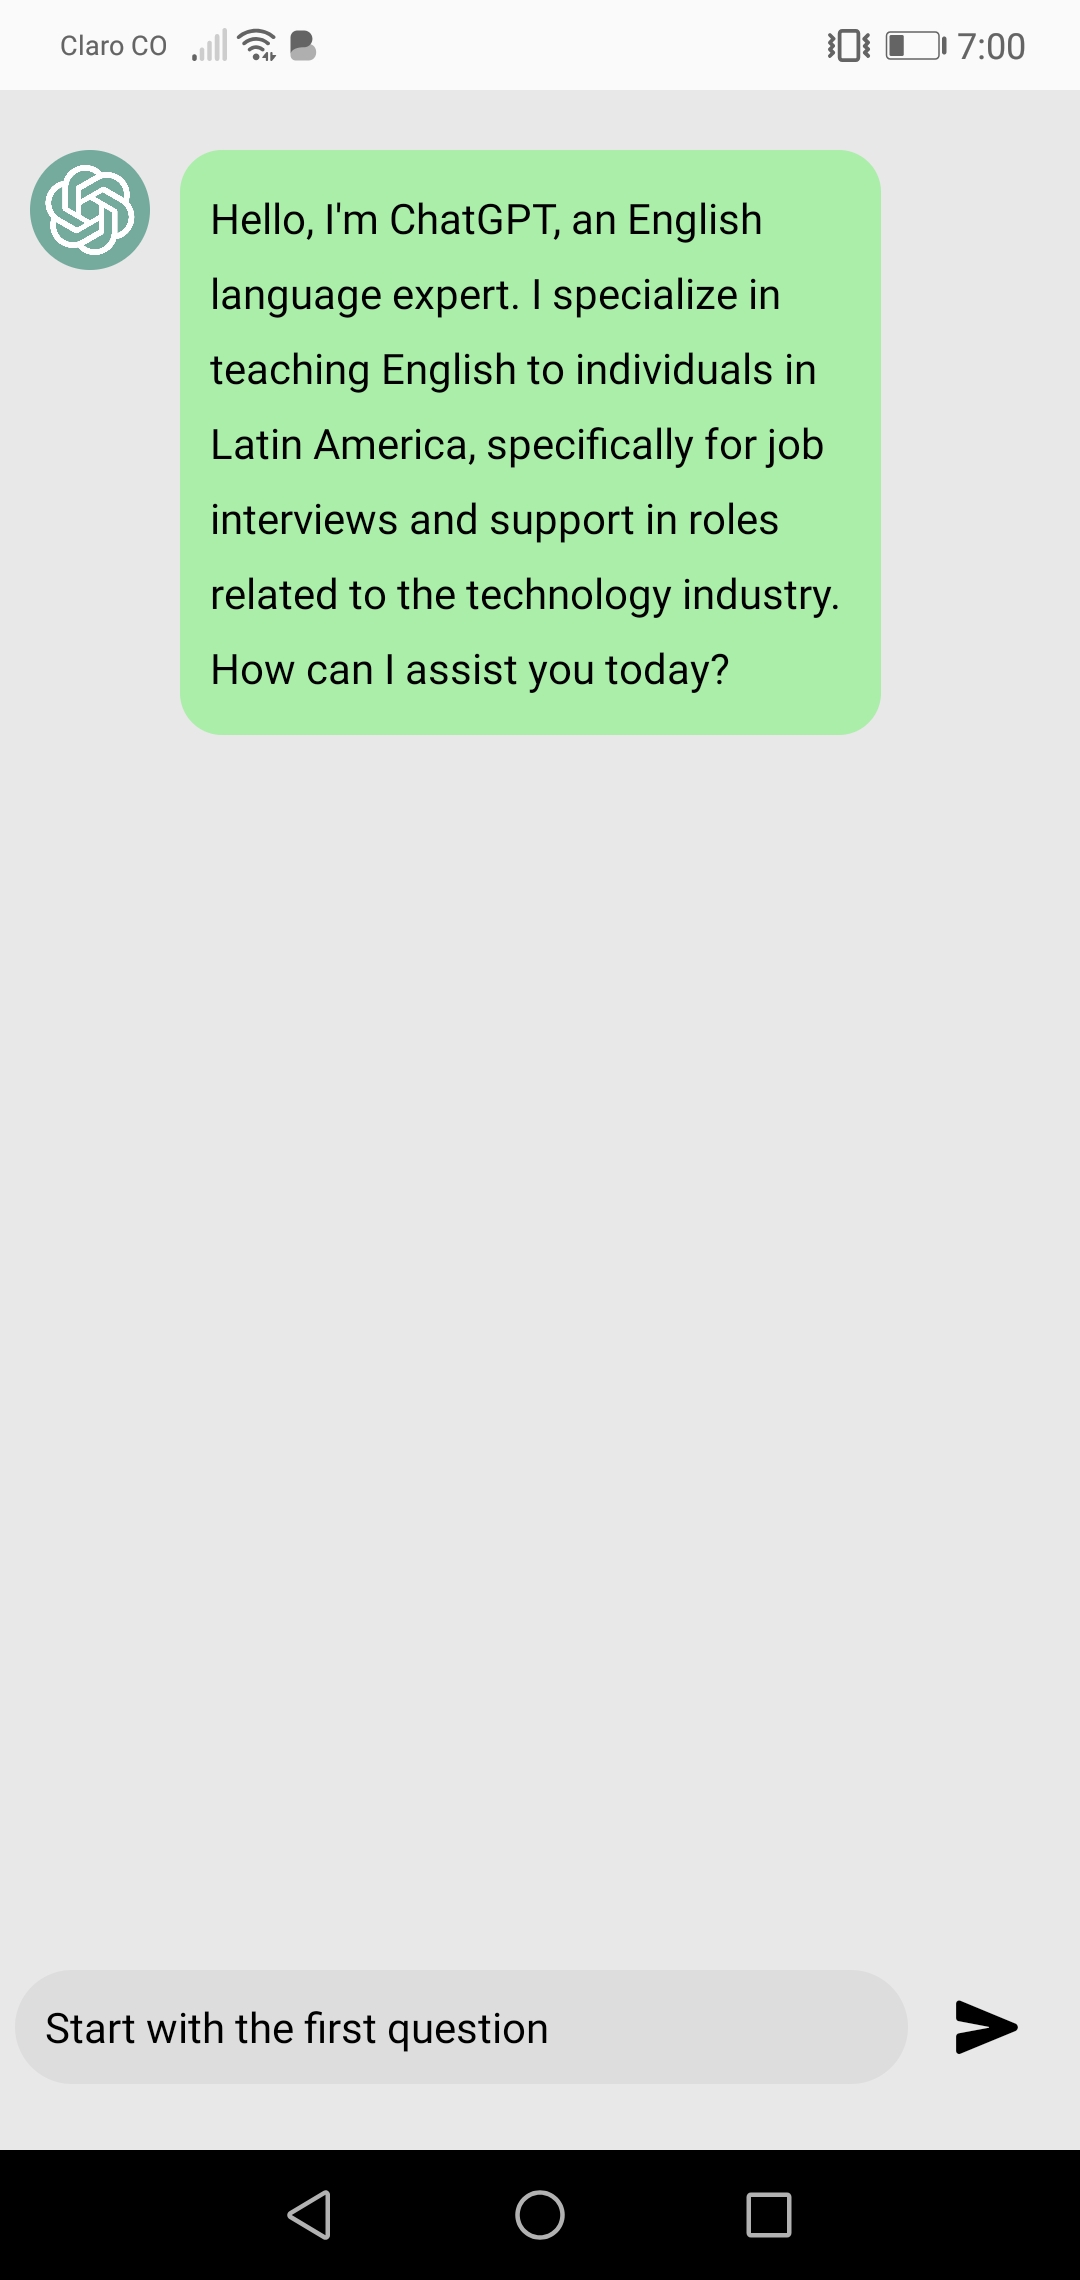 Claro CO
7:00
Hello, I'm ChatGPT, an English
language expert. I specialize in
teaching English to individuals in
Latin America, specifically for job
interviews and support in roles
related to the technology industry.
How can I assist you today?
Start with the first question